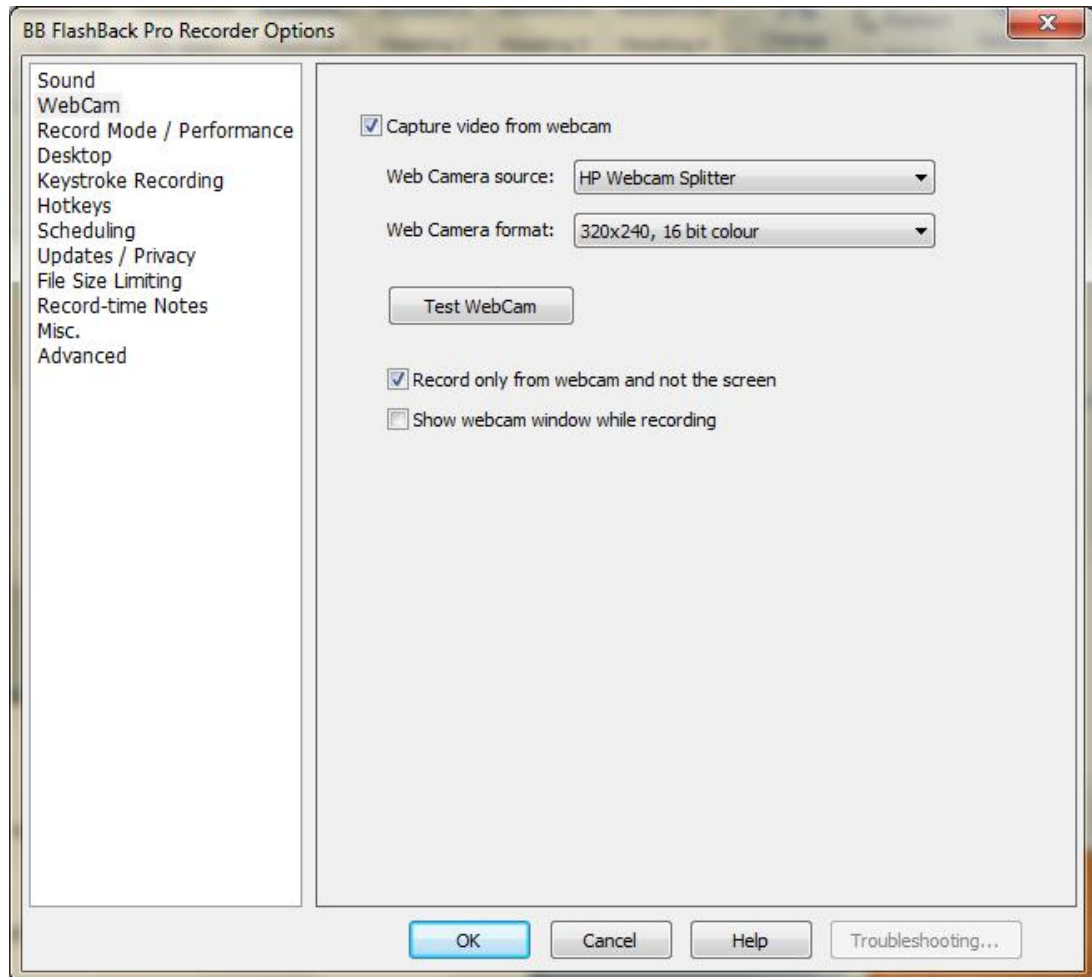 BB FlashBack Pro Recorder Options
Sound
WebCam
Record Mode / Performance
Desktop
Keystroke Recording
Hotkeys
Scheduling
Updates / Privacy
File Size Limiting
Record-time Notes
Misc.
Advanced
Capture video from webcam
Web Camera source: HP Webcam Splitter
Web Camera format: 320x240, 16 bit colour
Test WebCam
Record only from webcam and not the screen
Show webcam window while recording
OK Cancel Help Troubleshooting...